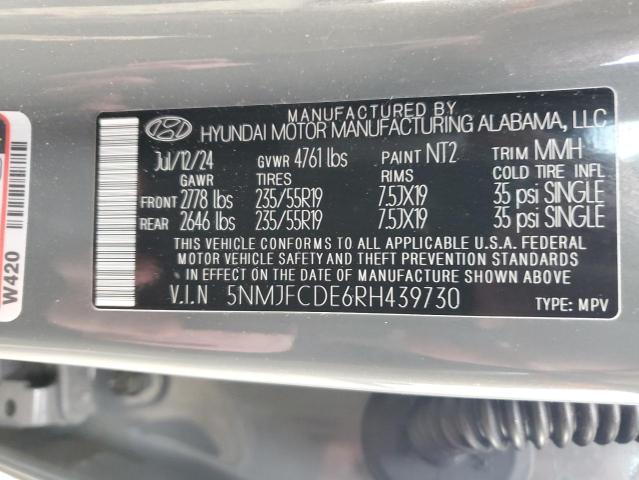 MANUFACTURED BY
HYUNDAI MOTOR MANUFACTURING ALABAMA, LLC
Jul/12/24 GVWR 4761 lbs PAINT NT2 TRIM MMH
GAWR TIRES RIMS COLD TIRE INFL
FRONT 2778 lbs 235/55R19 7.5JX19 35 psi SINGLE
REAR 2646 lbs 235/55R19 7.5JX19 35 psi SINGLE
THIS VEHICLE CONFORMS TO ALL APPLICABLE U.S.A. FEDERAL
MOTOR VEHICLE SAFETY AND THEFT PREVENTION STANDARDS
IN EFFECT ON THE DATE OF MANUFACTURE SHOWN ABOVE.
V.I.N 5NMJFCDE6RH439730 TYPE: MPV
W420